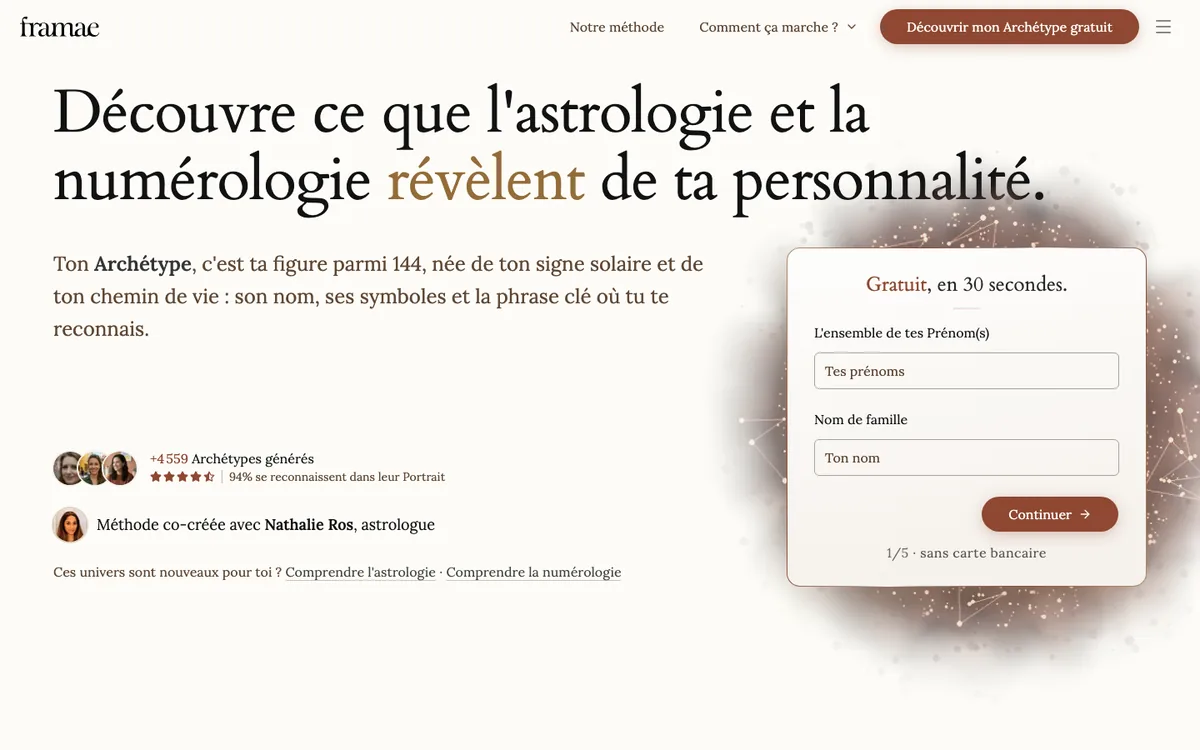 framae
Notre méthode
Comment ça marche ?
Découvrir mon Archétype gratuit
Découvre ce que l'astrologie et la
numérologie révèlent de ta personnalité.
Ton Archétype, c'est ta figure parmi 144, née de ton signe solaire et de
ton chemin de vie : son nom, ses symboles et la phrase clé où tu te
reconnais.
+4 559 Archétypes générés
94% se reconnaissent dans leur Portrait
Méthode co-créée avec Nathalie Ros, astrologue
Ces univers sont nouveaux pour toi ? Comprendre l'astrologie · Comprendre la numérologie
Gratuit, en 30 secondes.
L'ensemble de tes Prénom(s)
Tes prénoms
Nom de famille
Ton nom
Continuer →
1/5 · sans carte bancaire